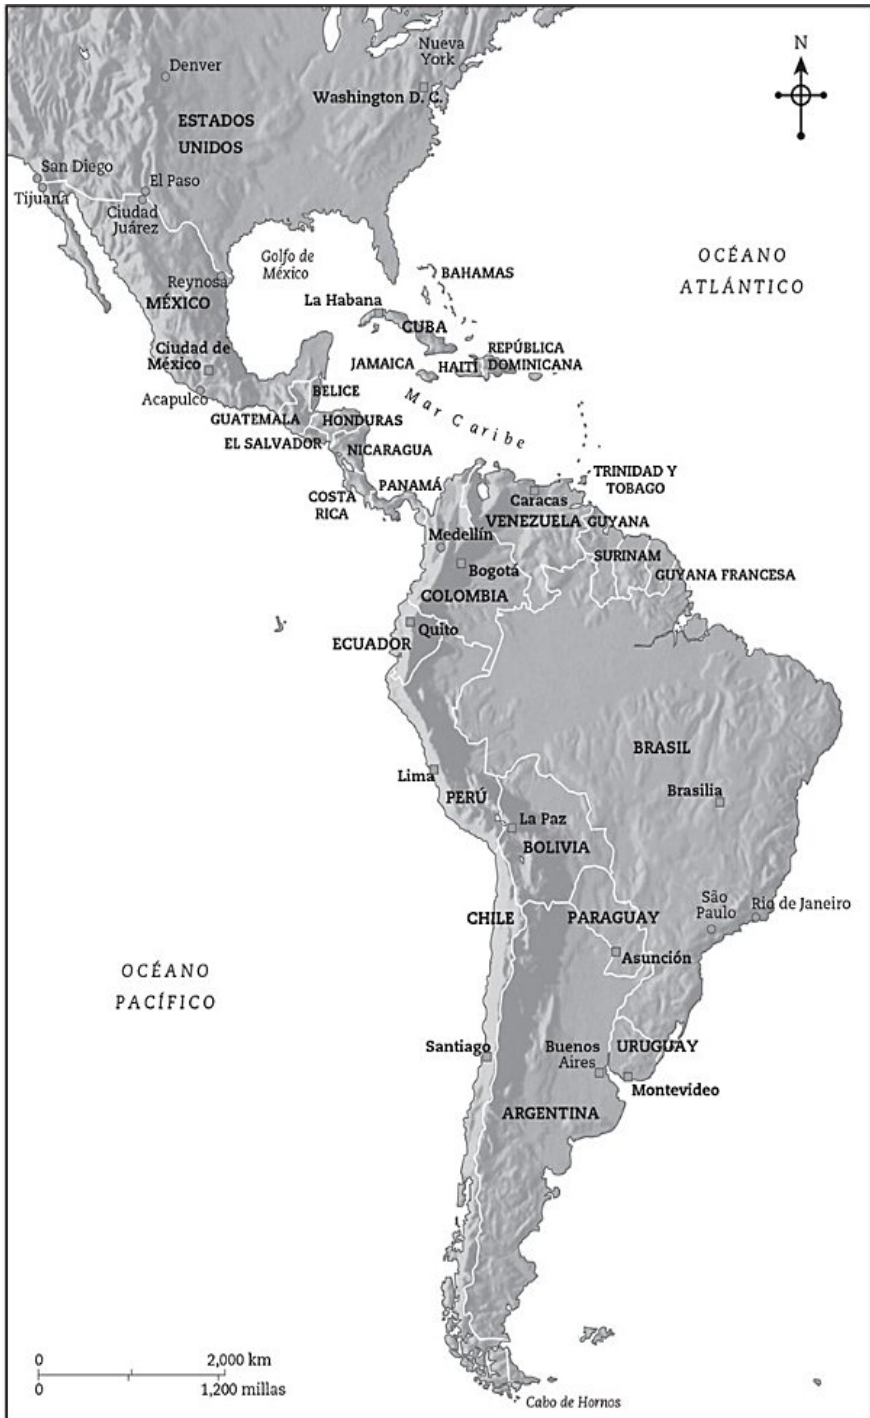 Nueva
York
Denver
Washington D. C.
N
ESTADOS
UNIDOS
San Diego
Tijuana
El Paso
Ciudad
Juárez
Golfo de
México
OCÉANO
ATLÁNTICO
BAHAMAS
Reynosa
MÉXICO
La Habana
CUBA
Ciudad de
México
JAMAICA
HAITÍ
REPÚBLICA
DOMINICANA
Acapulco
BELICE
Mar Caribe
GUATEMALA
HONDURAS
EL SALVADOR
NICARAGUA
COSTA
RICA
PANAMÁ
TRINIDAD Y
TOBAGO
Caracas
VENEZUELA
GUYANA
Medellín
SURINAM
Bogotá
GUYANA FRANCESA
COLOMBIA
Quito
ECUADOR
BRASIL
Lima
PERÚ
Brasilia
La Paz
BOLIVIA
CHILE
PARAGUAY
São
Paulo
Rio de Janeiro
Asunción
OCÉANO
PACÍFICO
Santiago
Buenos
Aires
URUGUAY
Montevideo
ARGENTINA
0 2,000 km
0 1,200 millas
Cabo de Hornos